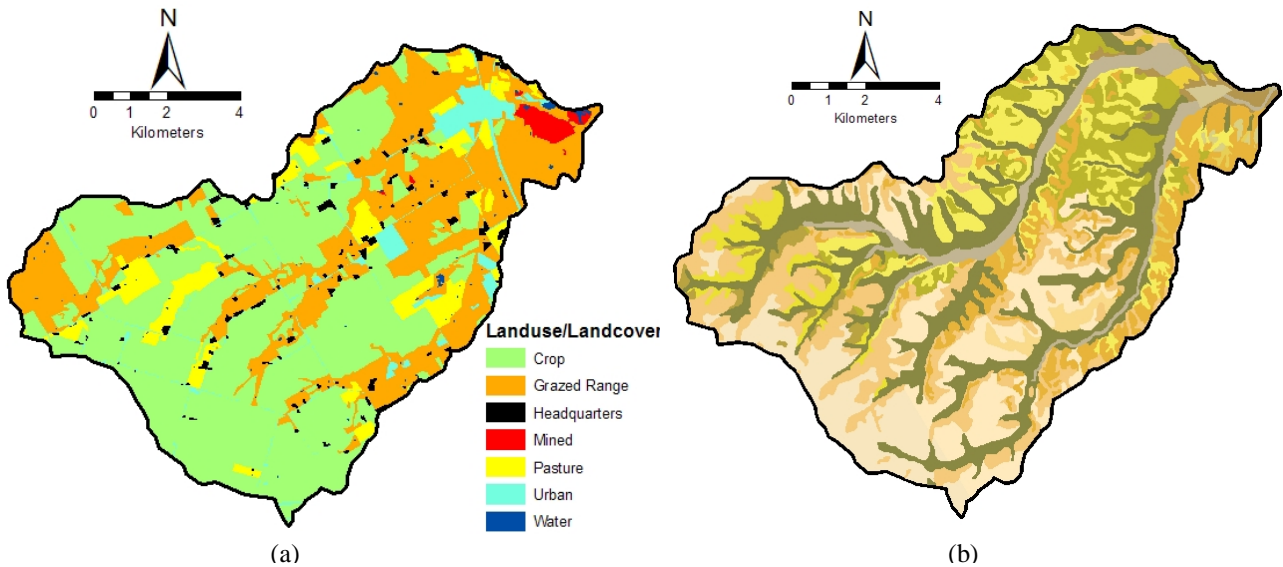 N
0 1 2 4
Kilometers
N
0 1 2 4
Kilometers
Landuse/Landcover
Crop
Grazed Range
Headquarters
Mined
Pasture
Urban
Water
(a)
(b)